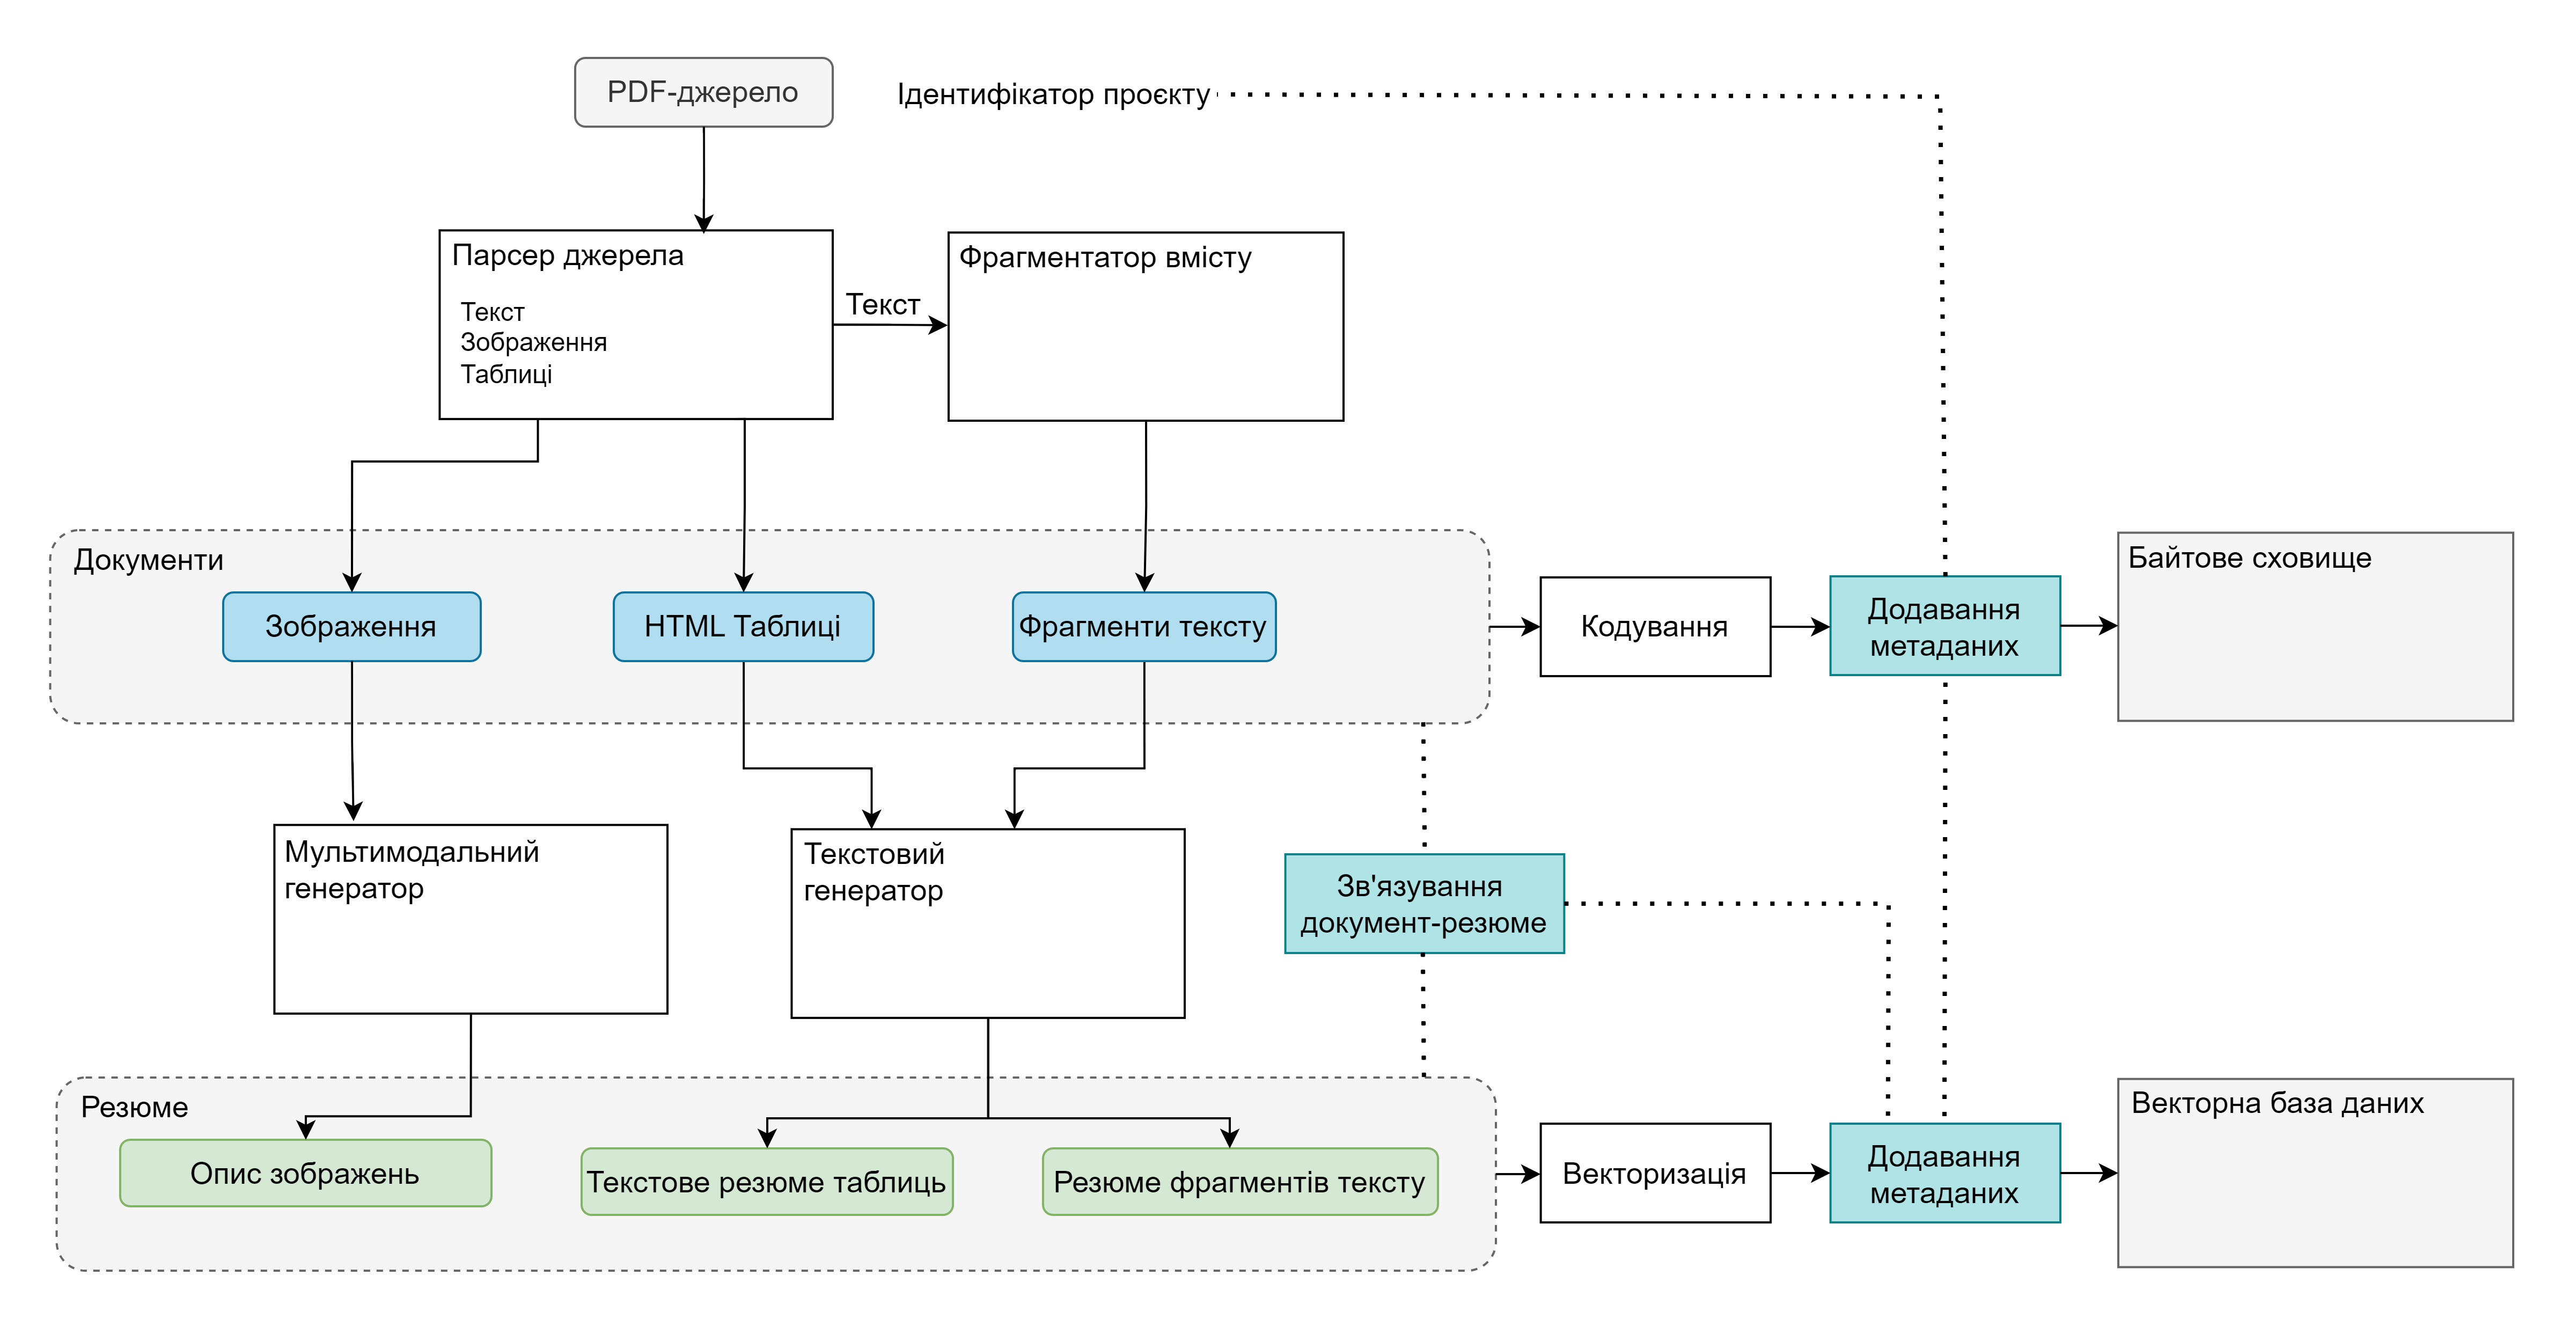 PDF-джерело
Ідентифікатор проєкту
Парсер джерела
Текст
Зображення
Таблиці
Текст
Фрагментатор вмісту
Документи
Зображення
HTML Таблиці
Фрагменти тексту
Кодування
Додавання
метаданих
Байтове сховище
Мультимодальний
генератор
Текстовий
генератор
Зв'язування
документ-резюме
Резюме
Опис зображень
Текстове резюме таблиць
Резюме фрагментів тексту
Векторизація
Додавання
метаданих
Векторна база даних